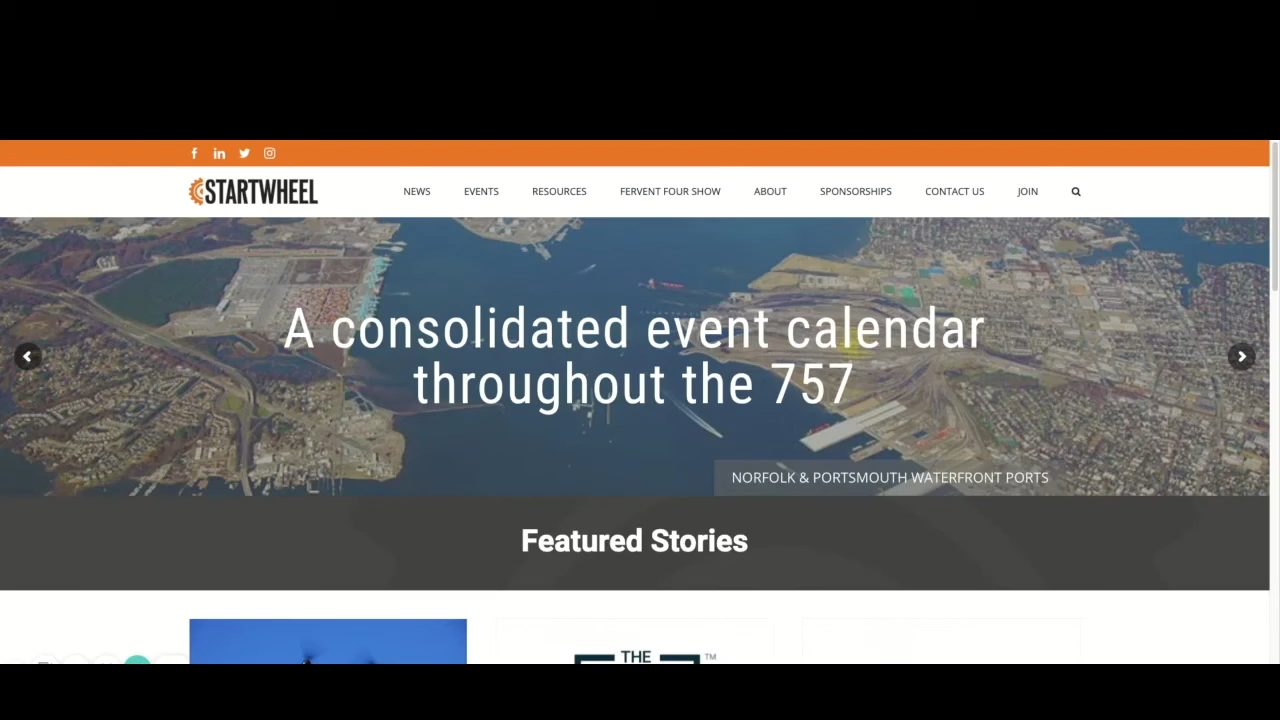 STARTWHEEL
NEWS EVENTS RESOURCES FERVENT FOUR SHOW ABOUT SPONSORSHIPS CONTACT US JOIN
A consolidated event calendar
throughout the 757
NORFOLK & PORTSMOUTH WATERFRONT PORTS
Featured Stories
THE ™